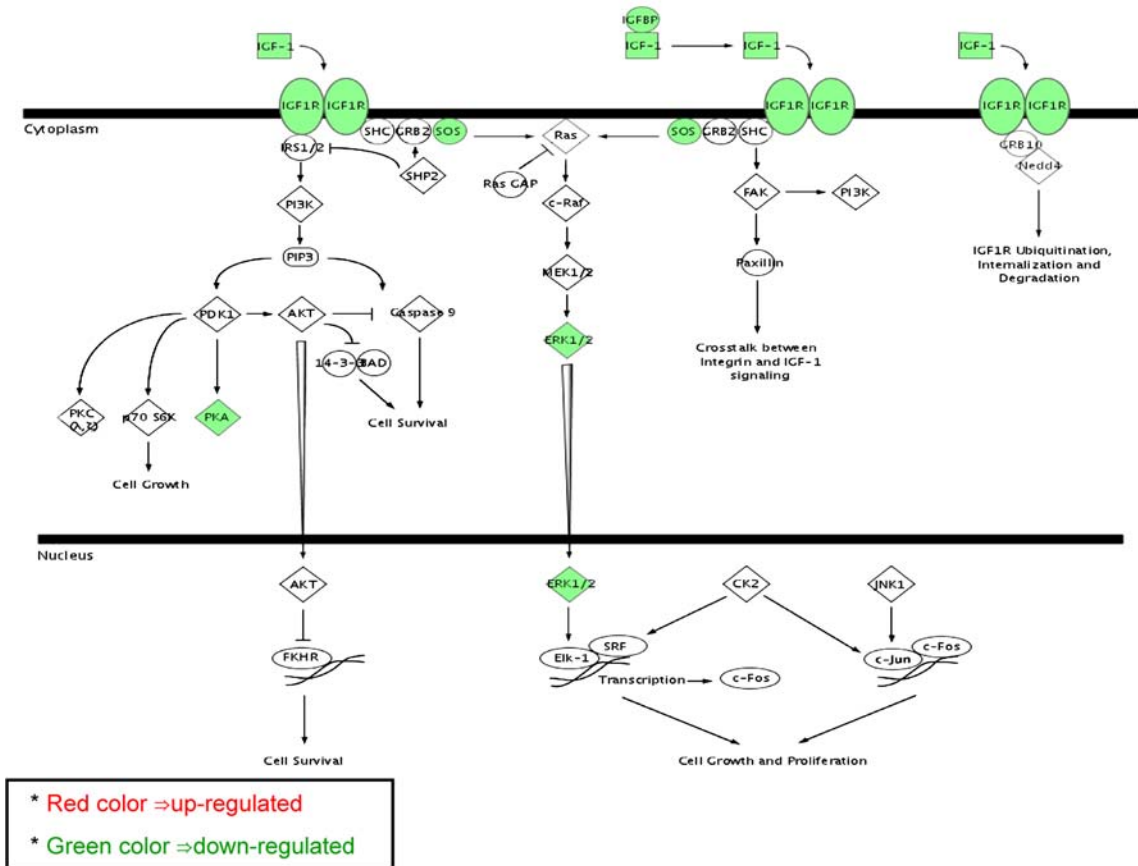 IGFBP
IGF-1
IGF-1
IGF-1
IGF-1
IGF1R
IGF1R
IGF1R
IGF1R
IGF1R
IGF1R
Cytoplasm
SHC
GRB2
SOS
Ras
SOS
GRB2
SHC
IRS1/2
GRB10
Nedd4
SHP2
Ras GAP
PI3K
c-Raf
FAK
PI3K
PIP3
MEK1/2
Paxillin
IGF1R Ubiquitination,
Internalization and
Degradation
PDK1
AKT
Caspase 9
ERK1/2
14-3-3
BAD
Crosstalk between
Integrin and IGF-1
signaling
PKC
(λ,ζ)
p70 S6K
PKA
Cell Survival
Cell Growth
Nucleus
AKT
ERK1/2
CK2
JNK1
FKHR
Elk-1
SRF
c-Jun
c-Fos
Transcription
c-Fos
Cell Survival
Cell Growth and Proliferation
* Red color ⇒up-regulated
* Green color ⇒down-regulated